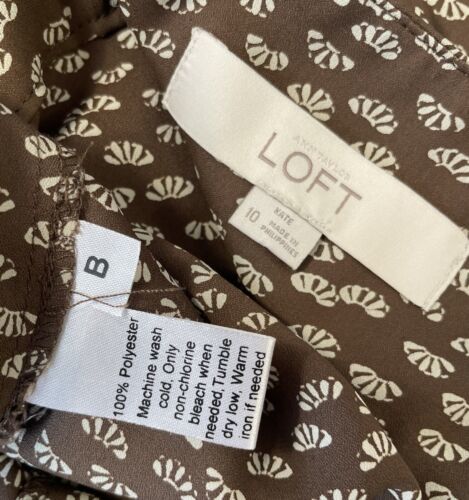 ANN TAYLOR
LOFT
KATE
10
MADE IN
PHILIPPINES
B
100% Polyester
Machine wash
cold, Only
non-chlorine
bleach when
needed, Tumble
dry low, Warm
iron if needed